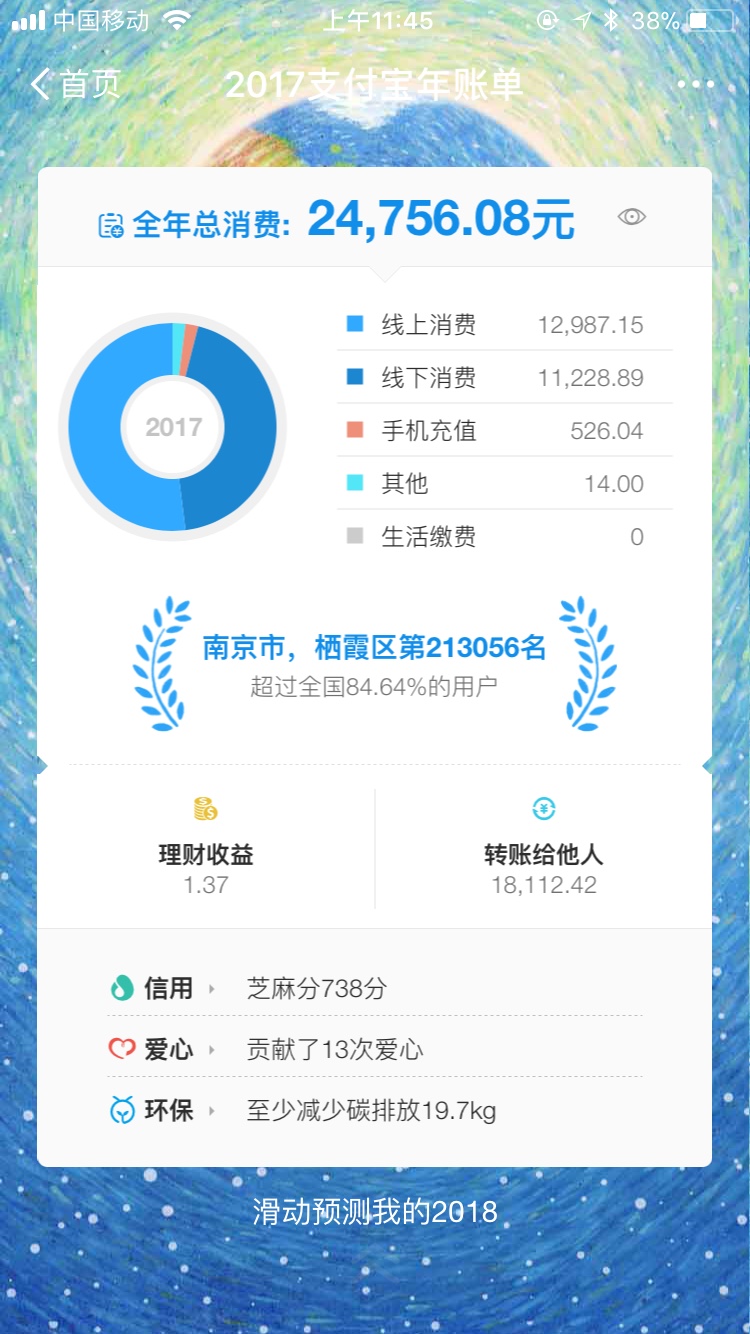 中国移动 上午11:45 38%
首页 2017支付宝年账单
全年总消费: 24,756.08元
2017
线上消费 12,987.15
线下消费 11,228.89
手机充值 526.04
其他 14.00
生活缴费 0
南京市，栖霞区第213056名
超过全国84.64%的用户
理财收益
1.37
转账给他人
18,112.42
信用 芝麻分738分
爱心 贡献了13次爱心
环保 至少减少碳排放19.7kg
滑动预测我的2018